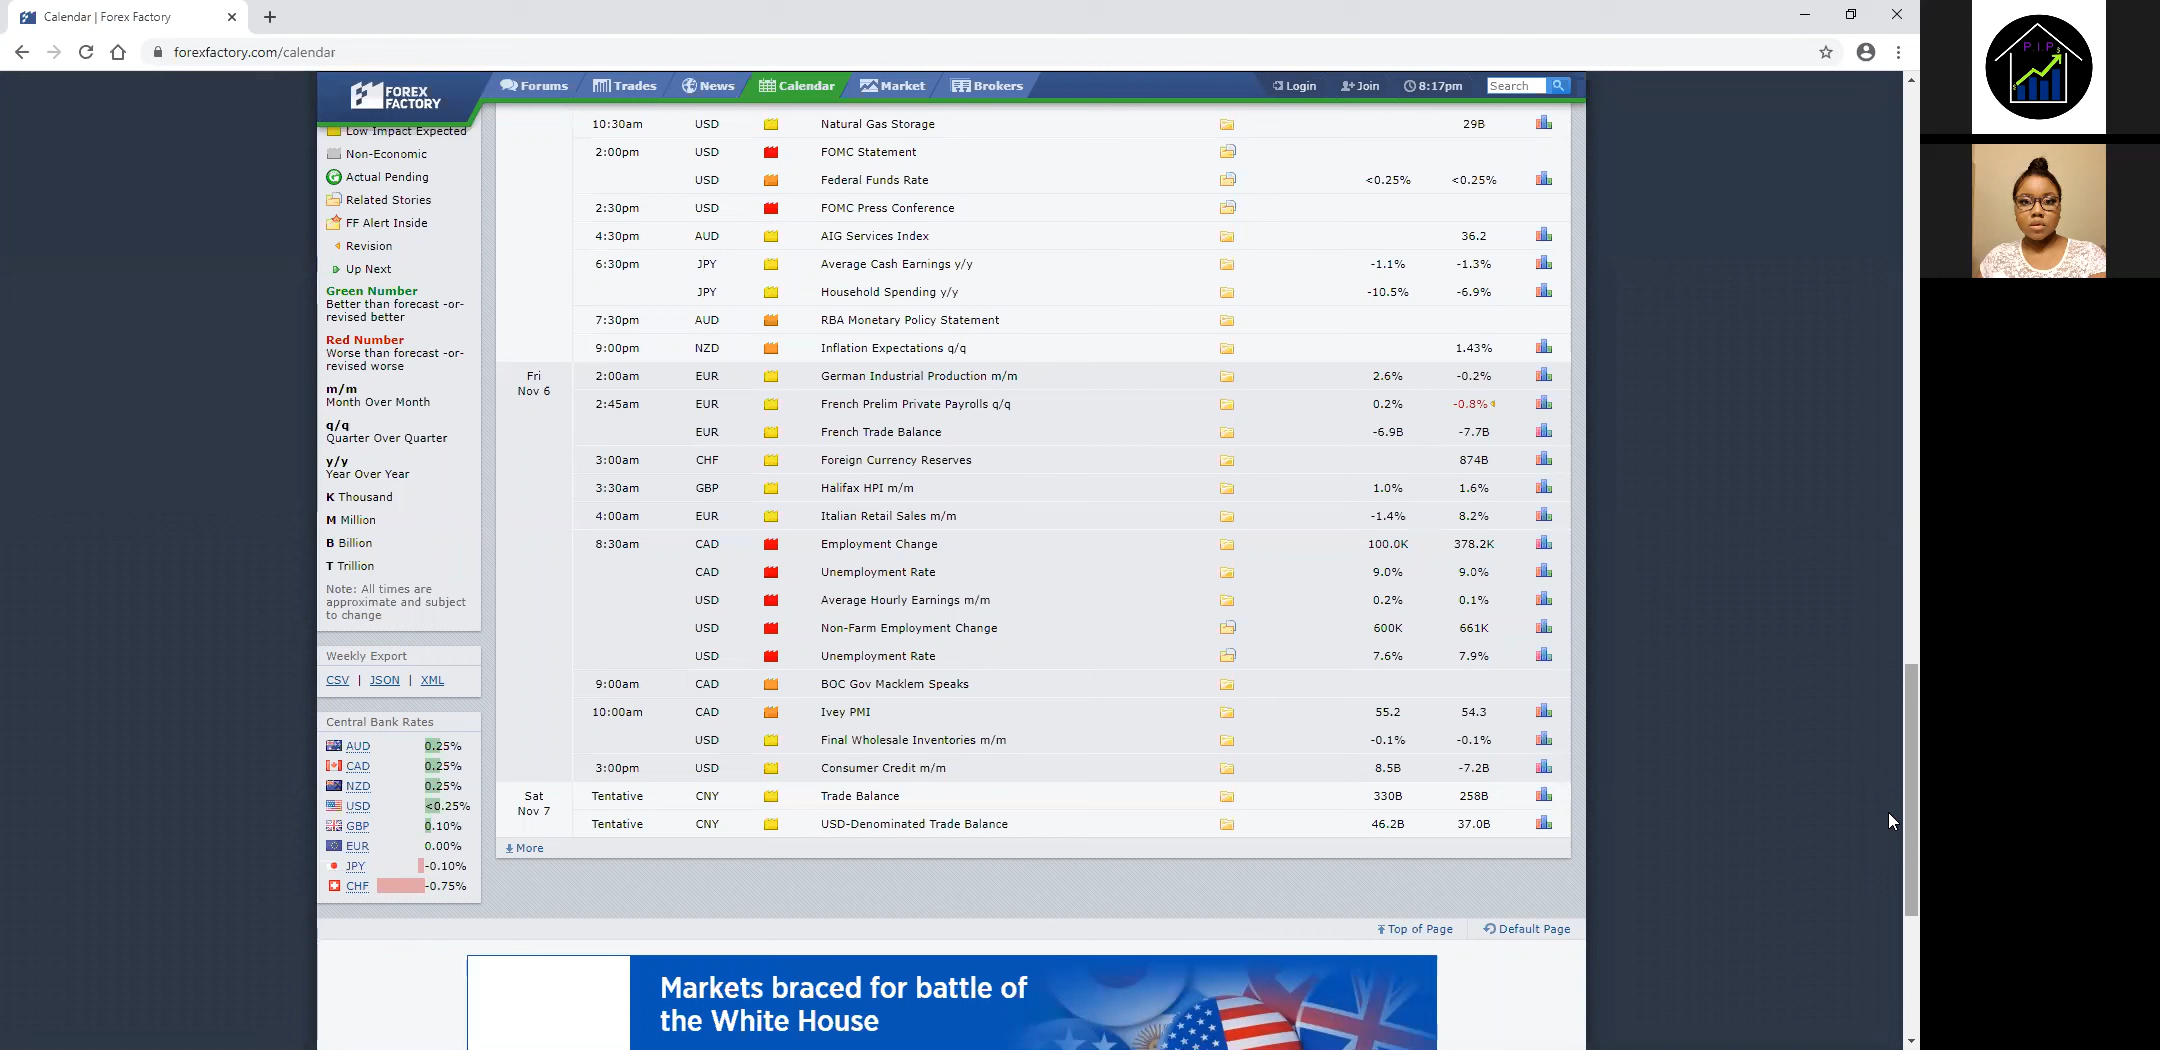 Calendar | Forex Factory
forexfactory.com/calendar
FOREX FACTORY
Forums Trades News Calendar Market Brokers Login Join 8:17pm Search
P.I.P.
Low Impact Expected
Non-Economic
Actual Pending
Related Stories
FF Alert Inside
Revision
Up Next
Green Number
Better than forecast -or-
revised better
Red Number
Worse than forecast -or-
revised worse
m/m
Month Over Month
q/q
Quarter Over Quarter
y/y
Year Over Year
K Thousand
M Million
B Billion
T Trillion
Note: All times are
approximate and subject
to change
Weekly Export
CSV | JSON | XML
Central Bank Rates
AUD 0.25%
CAD 0.25%
NZD 0.25%
USD <0.25%
GBP 0.10%
EUR 0.00%
JPY -0.10%
CHF -0.75%
10:30am USD Natural Gas Storage 29B
2:00pm USD FOMC Statement
USD Federal Funds Rate <0.25% <0.25%
2:30pm USD FOMC Press Conference
4:30pm AUD AIG Services Index 36.2
6:30pm JPY Average Cash Earnings y/y -1.1% -1.3%
JPY Household Spending y/y -10.5% -6.9%
7:30pm AUD RBA Monetary Policy Statement
9:00pm NZD Inflation Expectations q/q 1.43%
Fri
Nov 6
2:00am EUR German Industrial Production m/m 2.6% -0.2%
2:45am EUR French Prelim Private Payrolls q/q 0.2% -0.8%
EUR French Trade Balance -6.9B -7.7B
3:00am CHF Foreign Currency Reserves 874B
3:30am GBP Halifax HPI m/m 1.0% 1.6%
4:00am EUR Italian Retail Sales m/m -1.4% 8.2%
8:30am CAD Employment Change 100.0K 378.2K
CAD Unemployment Rate 9.0% 9.0%
USD Average Hourly Earnings m/m 0.2% 0.1%
USD Non-Farm Employment Change 600K 661K
USD Unemployment Rate 7.6% 7.9%
9:00am CAD BOC Gov Macklem Speaks
10:00am CAD Ivey PMI 55.2 54.3
USD Final Wholesale Inventories m/m -0.1% -0.1%
3:00pm USD Consumer Credit m/m 8.5B -7.2B
Sat
Nov 7
Tentative CNY Trade Balance 330B 258B
Tentative CNY USD-Denominated Trade Balance 46.2B 37.0B
More
Top of Page Default Page
Markets braced for battle of
the White House